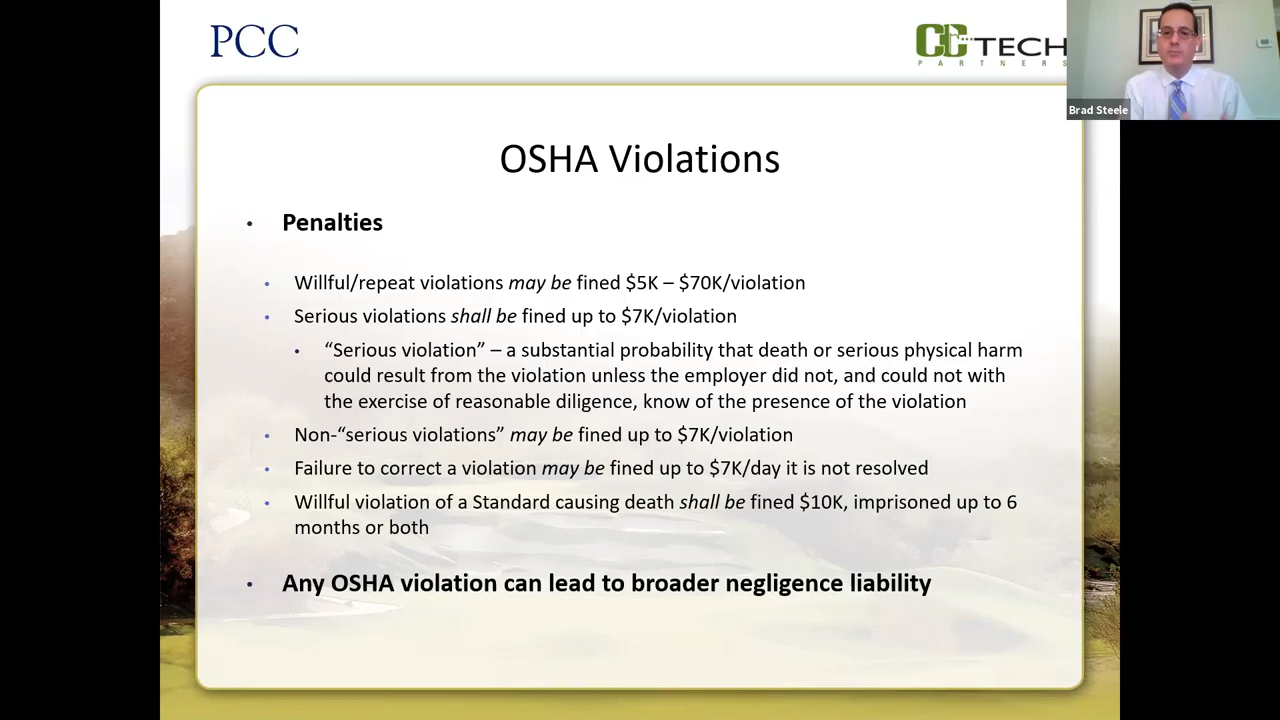 PCC
CC TECH
PARTNERS
Brad Steele
OSHA Violations
• Penalties
• Willful/repeat violations may be fined $5K – $70K/violation
• Serious violations shall be fined up to $7K/violation
• “Serious violation” – a substantial probability that death or serious physical harm
could result from the violation unless the employer did not, and could not with
the exercise of reasonable diligence, know of the presence of the violation
• Non-“serious violations” may be fined up to $7K/violation
• Failure to correct a violation may be fined up to $7K/day it is not resolved
• Willful violation of a Standard causing death shall be fined $10K, imprisoned up to 6
months or both
• Any OSHA violation can lead to broader negligence liability